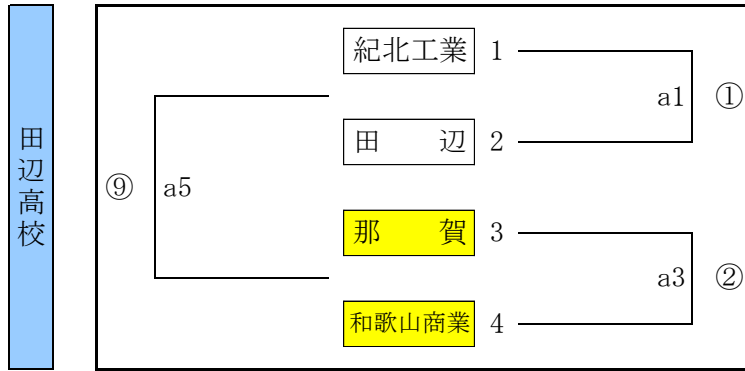 田辺高校
紀北工業 1
a1 ①
田辺 2
⑨ a5
那賀 3
a3 ②
和歌山商業 4